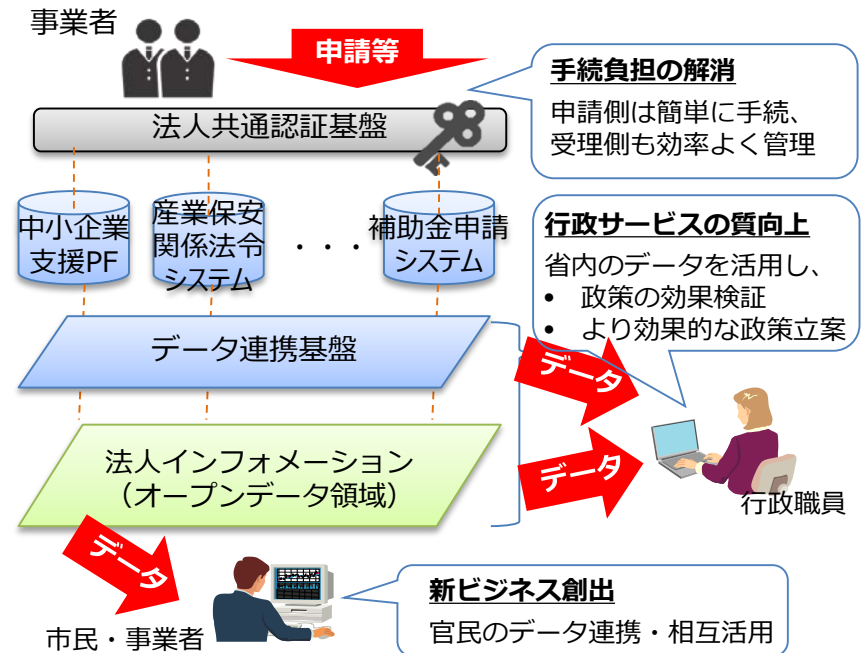 事業者
申請等
手続負担の解消
申請側は簡単に手続、
受理側も効率よく管理
法人共通認証基盤
中小企業
支援PF
産業保安
関係法令
システム
・・・
補助金申請
システム
行政サービスの質向上
省内のデータを活用し、
• 政策の効果検証
• より効果的な政策立案
データ連携基盤
データ
法人インフォメーション
（オープンデータ領域）
データ
行政職員
データ
市民・事業者
新ビジネス創出
官民のデータ連携・相互活用